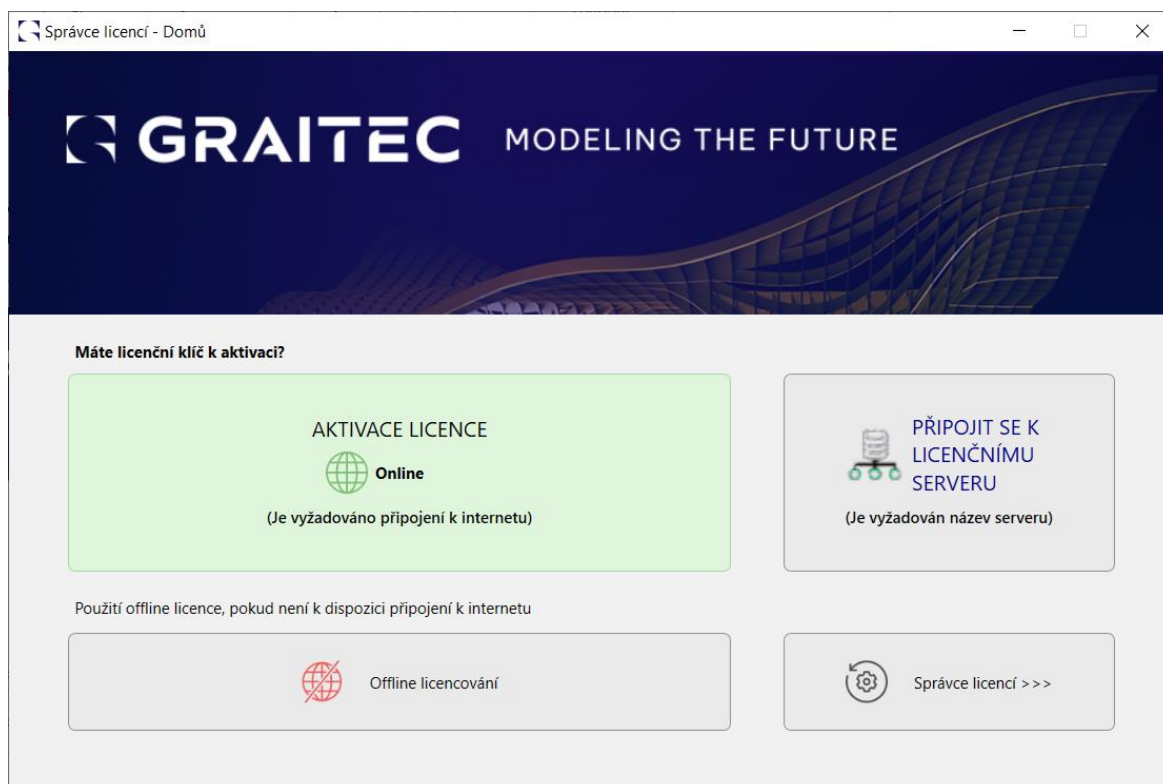 Správce licencí - Domů
GRAITEC MODELING THE FUTURE
Máte licenční klíč k aktivaci?
AKTIVACE LICENCE
Online
(Je vyžadováno připojení k internetu)
PŘIPOJIT SE K
LICENČNÍMU
SERVERU
(Je vyžadován název serveru)
Použití offline licence, pokud není k dispozici připojení k internetu
Offline licencování
Správce licencí >>>